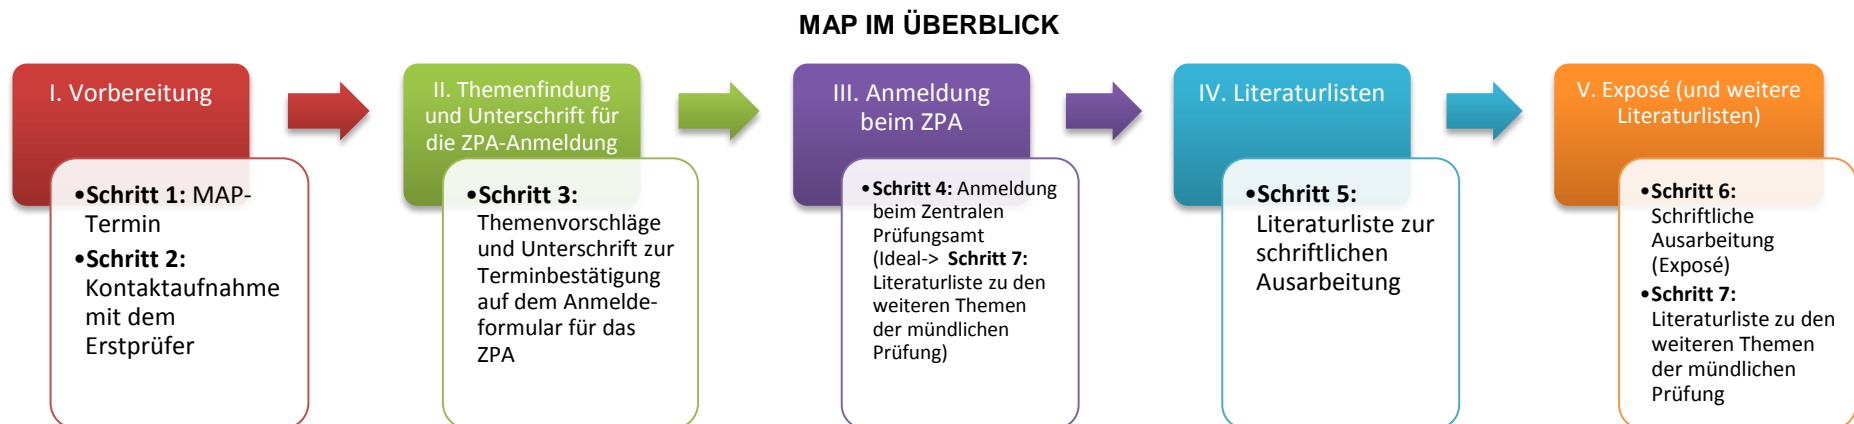 MAP IM ÜBERBLICK
I. Vorbereitung
•Schritt 1: MAP-
Termin
•Schritt 2:
Kontaktaufnahme
mit dem
Erstprüfer
II. Themenfindung
und Unterschrift für
die ZPA-Anmeldung
•Schritt 3:
Themenvorschläge
und Unterschrift zur
Terminbestätigung
auf dem Anmelde-
formular für das
ZPA
III. Anmeldung
beim ZPA
•Schritt 4: Anmeldung
beim Zentralen
Prüfungsamt
(Ideal-> Schritt 7:
Literaturliste zu den
weiteren Themen
der mündlichen
Prüfung)
IV. Literaturlisten
•Schritt 5:
Literaturliste zur
schriftlichen
Ausarbeitung
V. Exposé (und weitere
Literaturlisten)
•Schritt 6:
Schriftliche
Ausarbeitung
(Exposé)
•Schritt 7:
Literaturliste zu den
weiteren Themen
der mündlichen
Prüfung